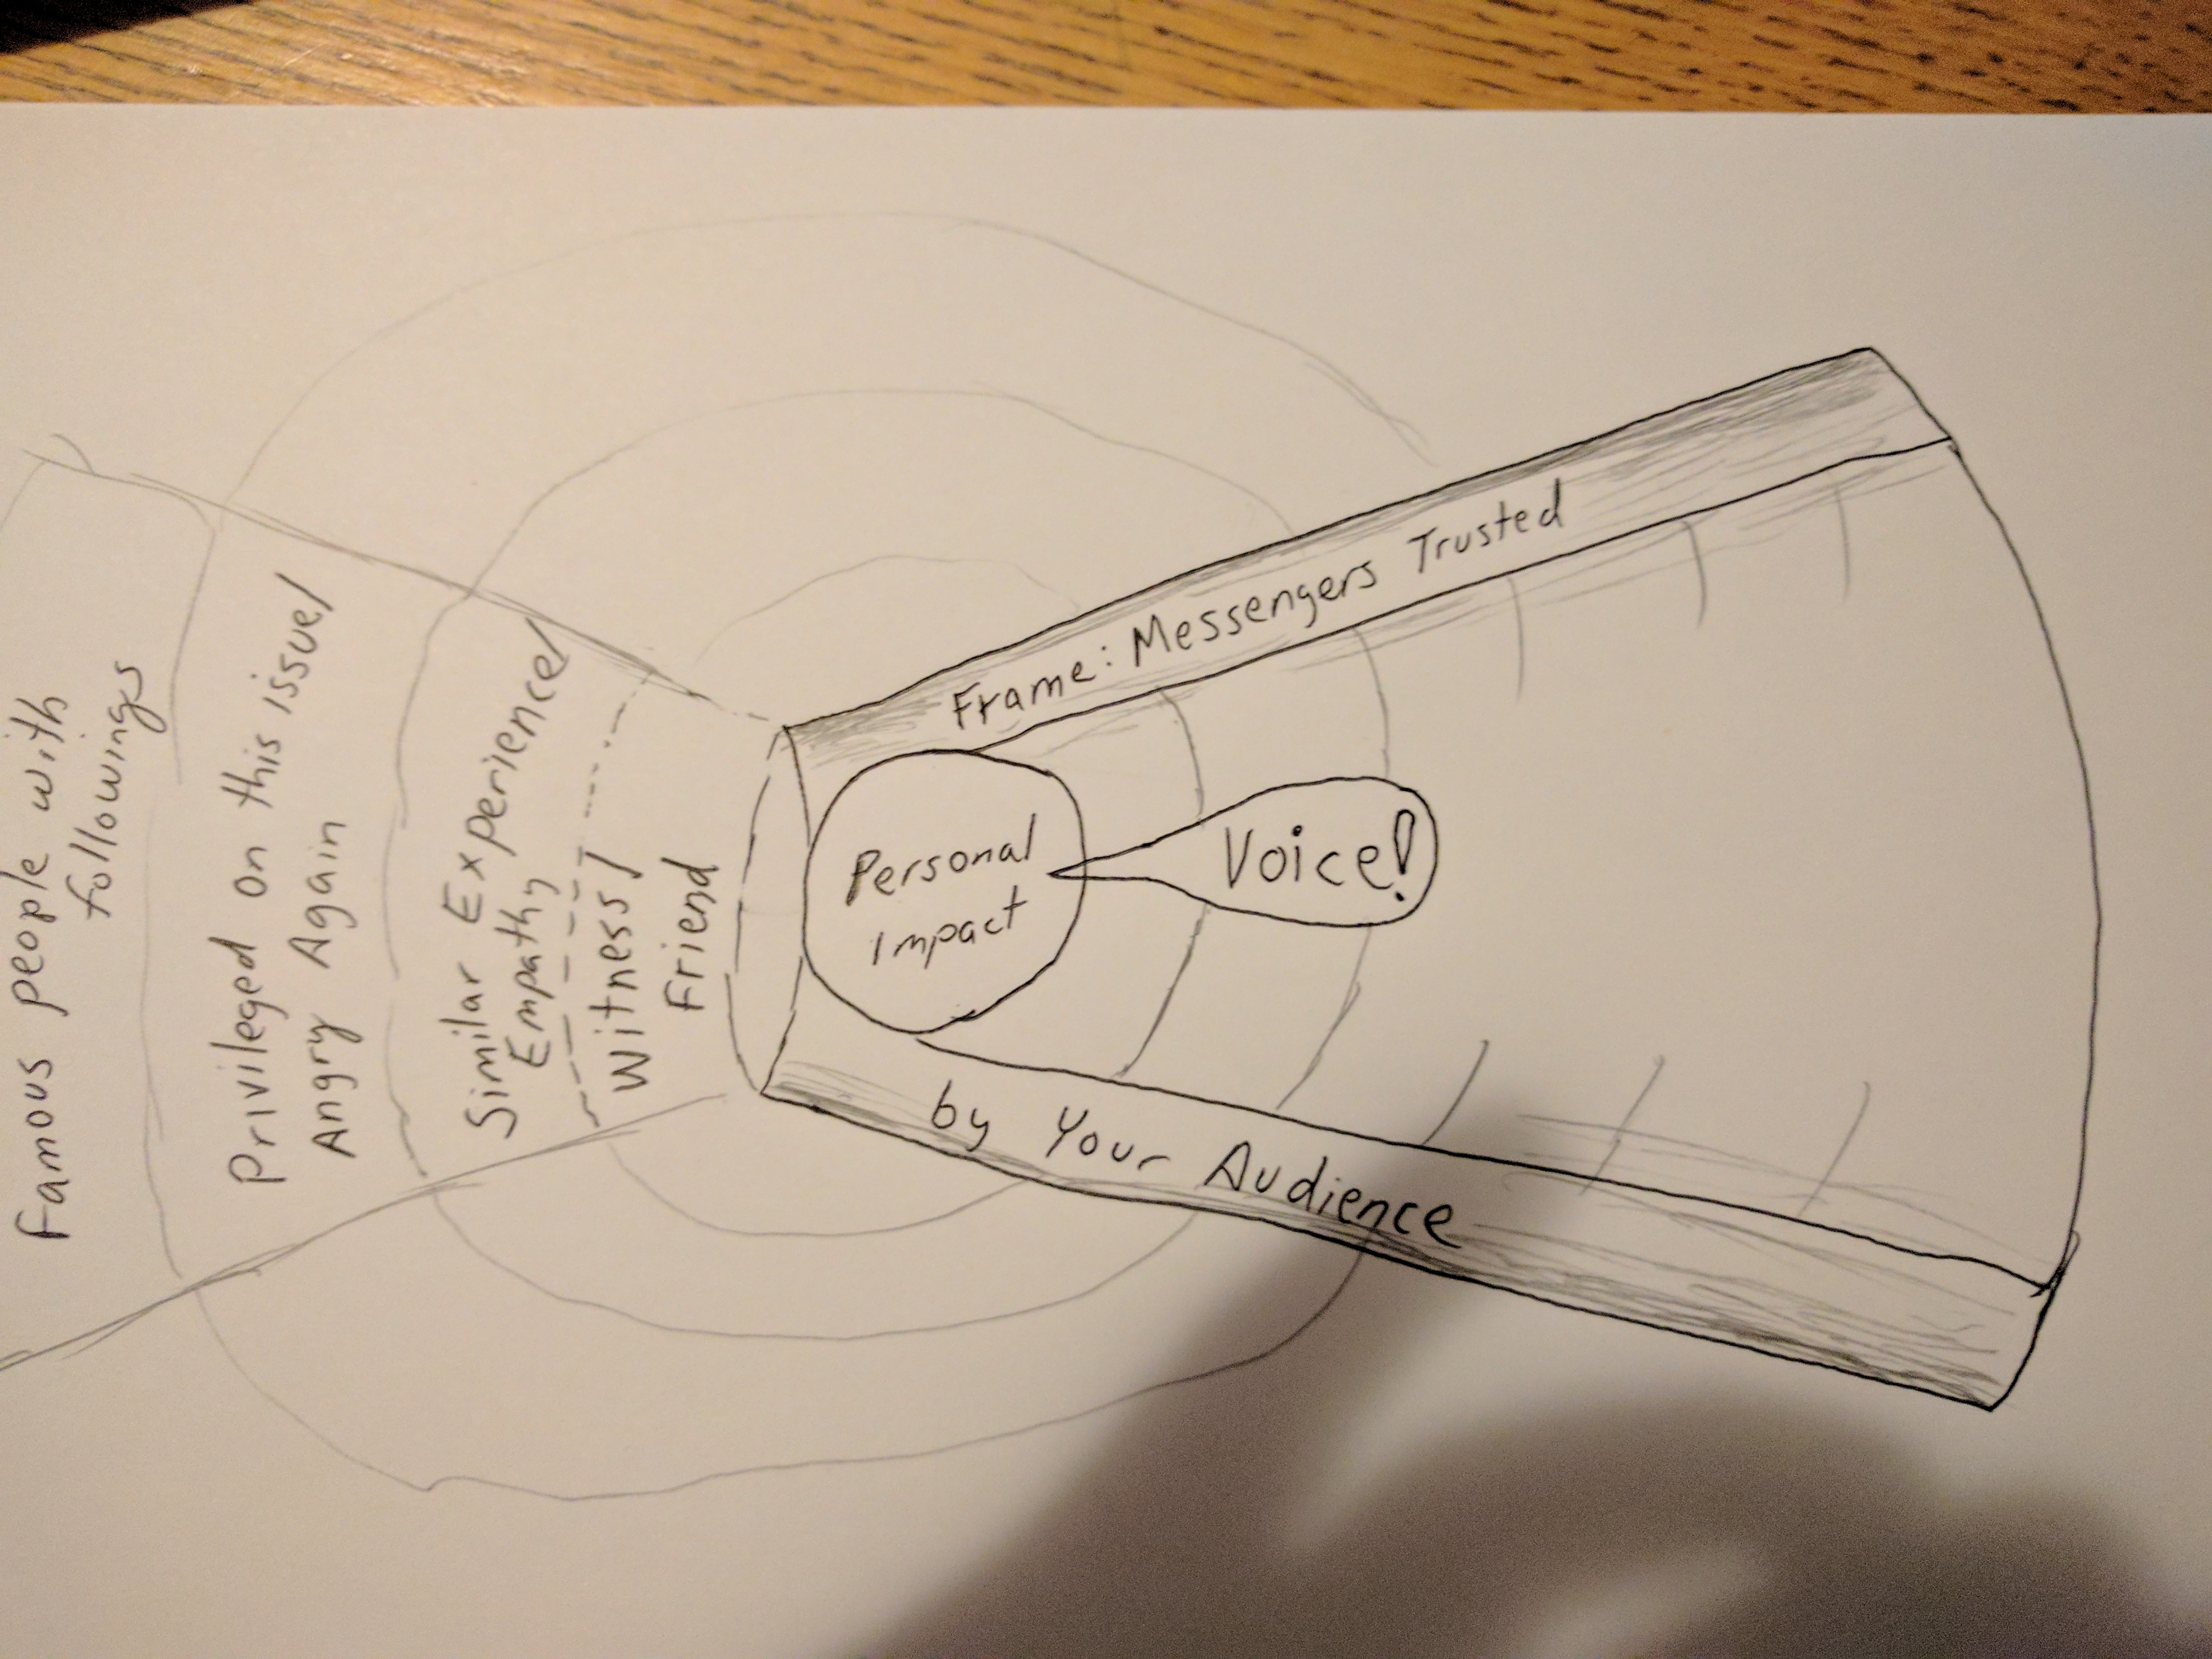 Famous people with
followings
Privileged on this issue/
Angry Again
Similar Experience/
Empathy
Witness/
Friend
Personal
Impact
Voice!
Frame: Messengers Trusted
by Your Audience